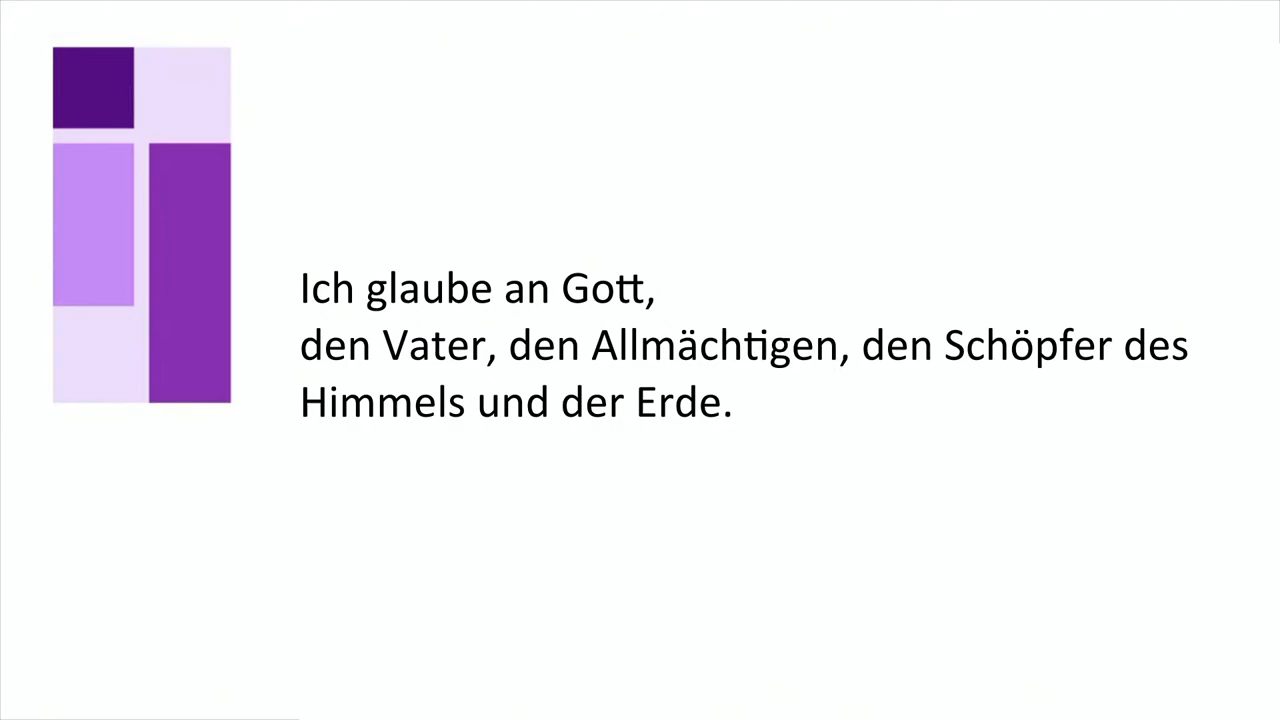 Ich glaube an Gott,
den Vater, den Allmächtigen, den Schöpfer des
Himmels und der Erde.